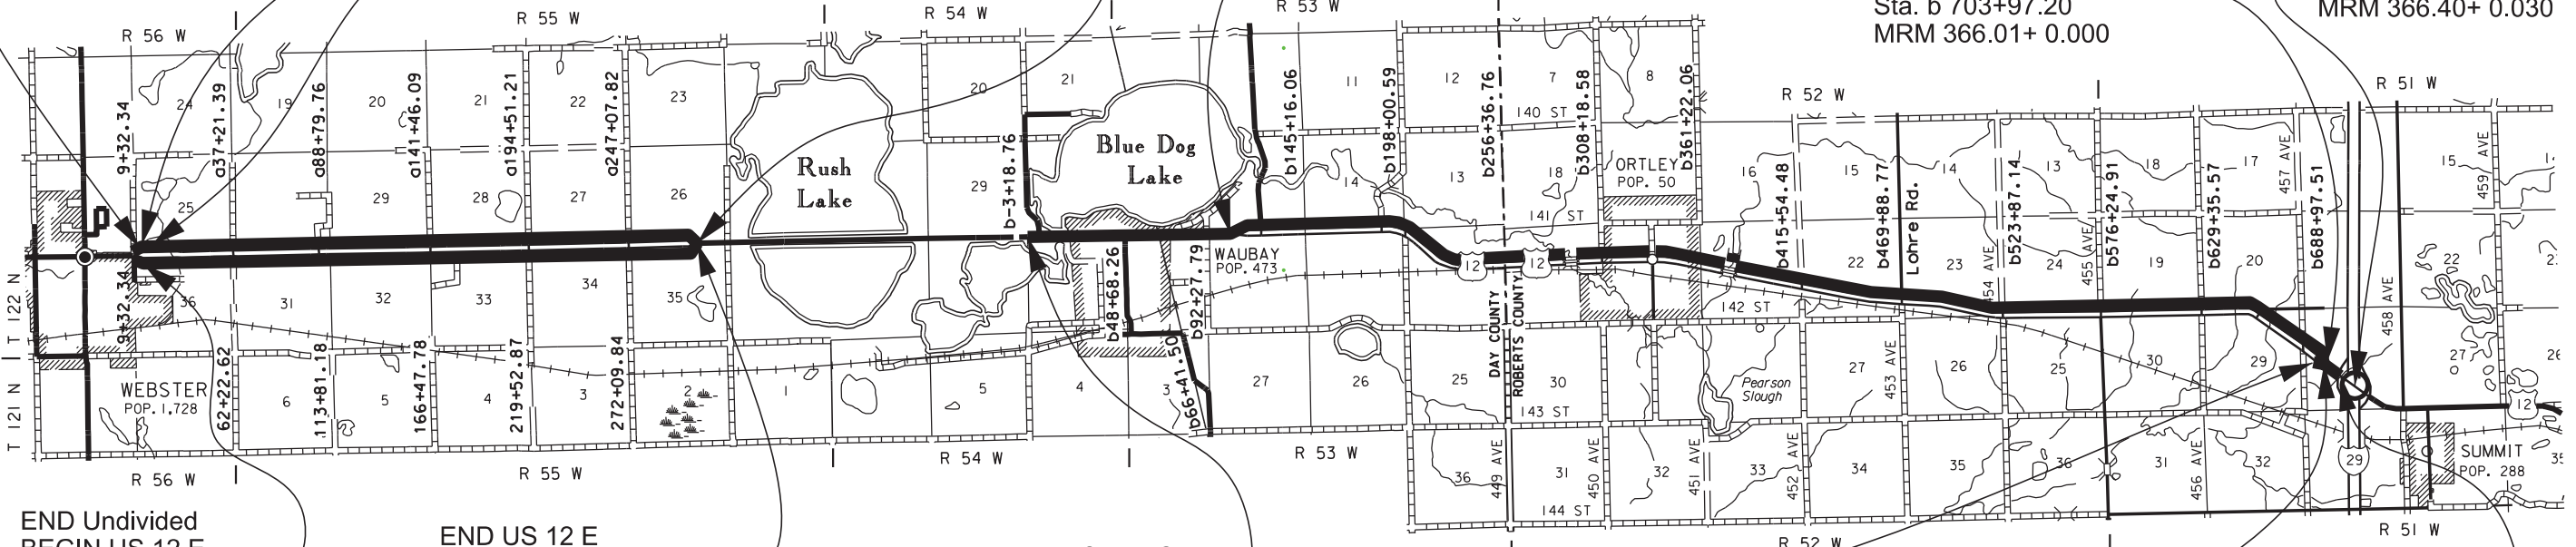 Sta. b 703+97.20
MRM 366.01+ 0.000
MRM 366.40+ 0.030
R 56 W
R 55 W
R 54 W
R 53 W
R 52 W
R 51 W
24
19
20
21
22
23
20
21
11
12
7
8
140 ST
9+32.34
a37+21.39
a88+79.76
a141+46.09
a194+51.21
a247+07.82
b-3+18.76
b145+16.06
b198+00.59
b256+36.76
b308+18.58
b361+22.06
b415+54.48
b469+88.77
Lohre Rd.
b523+87.14
b576+24.91
b629+35.57
b688+97.51
457 AVE
459 AVE
25
29
28
27
26
29
14
13
18
16
15
14
13
18
17
15
Rush
Lake
Blue Dog
Lake
ORTLEY
POP. 50
141 ST
WAUBAY
POP. 473
12
12
142 ST
22
23
454 AVE
24
455 AVE
19
20
458 AVE
22
T 122 N
T 121 N
36
31
32
33
34
35
9+32.34
b48+68.26
b92+27.79
b66+41.50
DAY COUNTY
ROBERTS COUNTY
WEBSTER
POP. 1,728
62+22.62
113+81.18
166+47.78
219+52.87
272+09.84
6
5
4
3
2
1
5
4
3
27
26
25
30
Pearson
Slough
27
453 AVE
26
25
30
29
27
26
12
143 ST
36
449 AVE
31
450 AVE
32
451 AVE
33
452 AVE
34
35
36
31
456 AVE
32
29
SUMMIT
POP. 288
144 ST
R 56 W
R 55 W
R 54 W
R 53 W
R 52 W
R 51 W
END Undivided
BEGIN US 12 E
END US 12 E